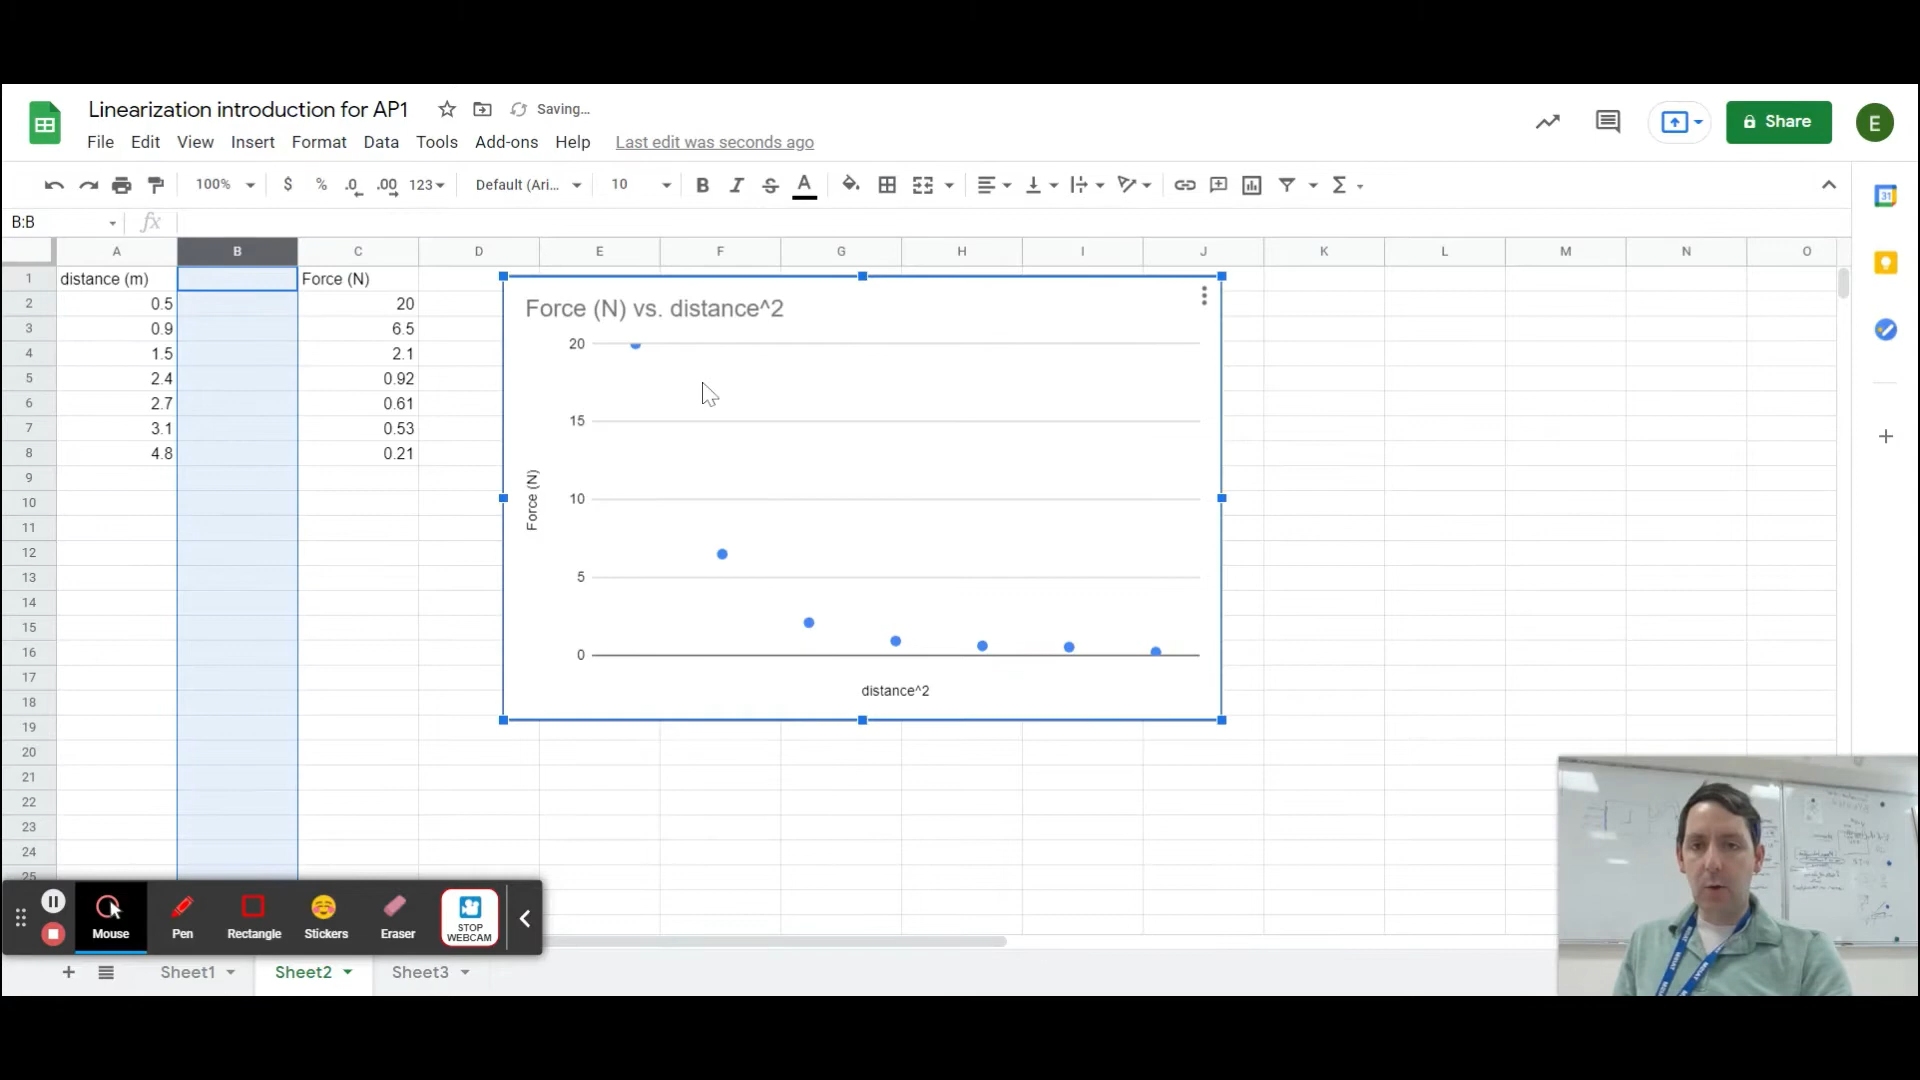 Linearization introduction for AP1 Saving...
File Edit View Insert Format Data Tools Add-ons Help Last edit was seconds ago
Share E
100% $ % .0 .00 123 Default (Ari... 10 B I S A Σ
31
B:B fx
A B C D E F G H I J K L M N O
1 distance (m) Force (N)
2 0.5 20
3 0.9 6.5
4 1.5 2.1
5 2.4 0.92
6 2.7 0.61
7 3.1 0.53
8 4.8 0.21
9
10
11
12
13
14
15
16
17
18
19
20
21
22
23
24
25
Force (N) vs. distance^2
20
15
10
5
0
Force (N)
distance^2
Mouse Pen Rectangle Stickers Eraser STOP WEBCAM
+ Sheet1 Sheet2 Sheet3